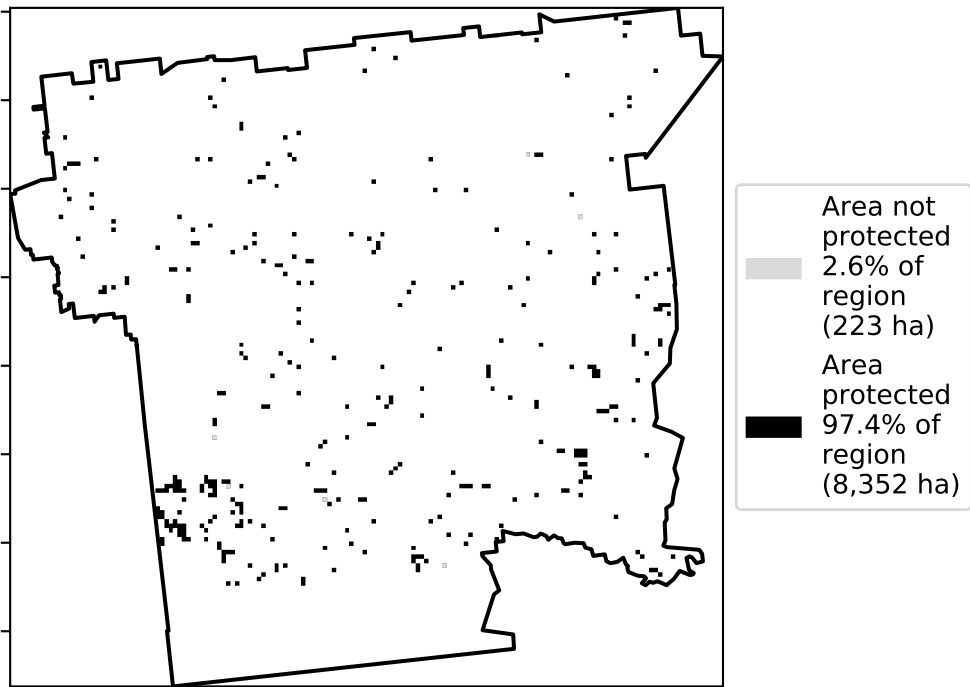 Area not
protected
2.6% of
region
(223 ha)
Area
protected
97.4% of
region
(8,352 ha)